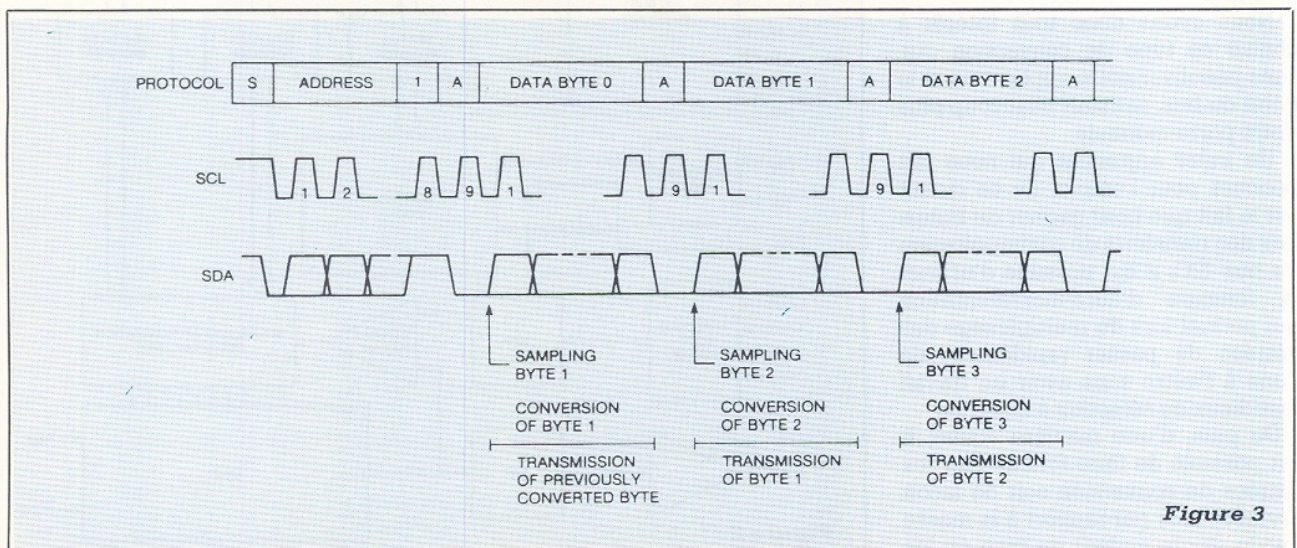 PROTOCOL S ADDRESS 1 A DATA BYTE 0 A DATA BYTE 1 A DATA BYTE 2 A
SCL 1 2 8 9 1 9 1 9 1
SDA
SAMPLING
BYTE 1
SAMPLING
BYTE 2
SAMPLING
BYTE 3
CONVERSION
OF BYTE 1
CONVERSION
OF BYTE 2
CONVERSION
OF BYTE 3
TRANSMISSION
OF PREVIOUSLY
CONVERTED BYTE
TRANSMISSION
OF BYTE 1
TRANSMISSION
OF BYTE 2
Figure 3